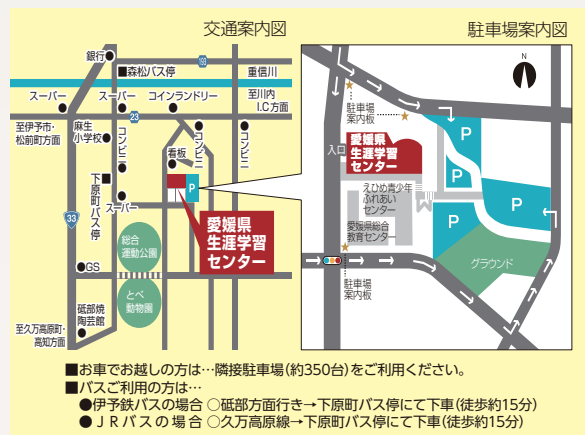 交通案内図
駐車場案内図
銀行
193
森松バス停
重信川
スーパー
スーパー
コインランドリー
至川内
I.C方面
23
至伊予市・
松前町方面
麻生
小学校
コンビニ
看板
コンビニ
コンビニ
下原町バス停
P
スーパー
33
愛媛県
生涯学習
センター
総合
運動公園
GS
とべ
動物園
砥部焼
陶芸館
至久万高原町・
高知方面
N
駐車場
案内板
入口
愛媛県
生涯学習
センター
P
P
P
P
えひめ青少年
ふれあい
センター
愛媛県総合
教育センター
グラウンド
駐車場
案内板
■お車でお越しの方は…隣接駐車場(約350台)をご利用ください。
■バスご利用の方は…
●伊予鉄バスの場合 ○砥部方面行き→下原町バス停にて下車(徒歩約15分)
●JRバスの場合 ○久万高原線→下原町バス停にて下車(徒歩約15分)